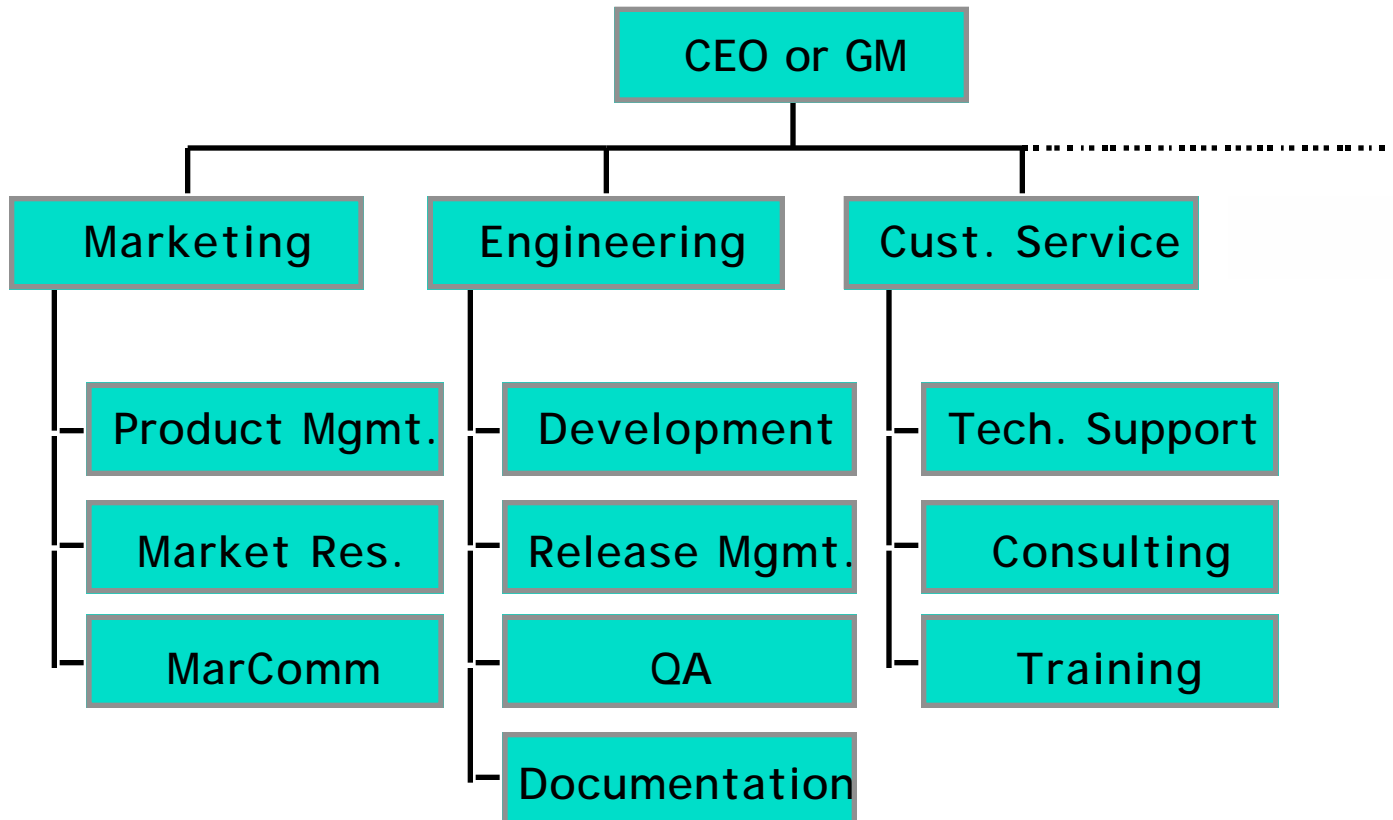 CEO or GM
Marketing
Engineering
Cust. Service
Product Mgmt.
Development
Tech. Support
Market Res.
Release Mgmt.
Consulting
MarComm
QA
Training
Documentation